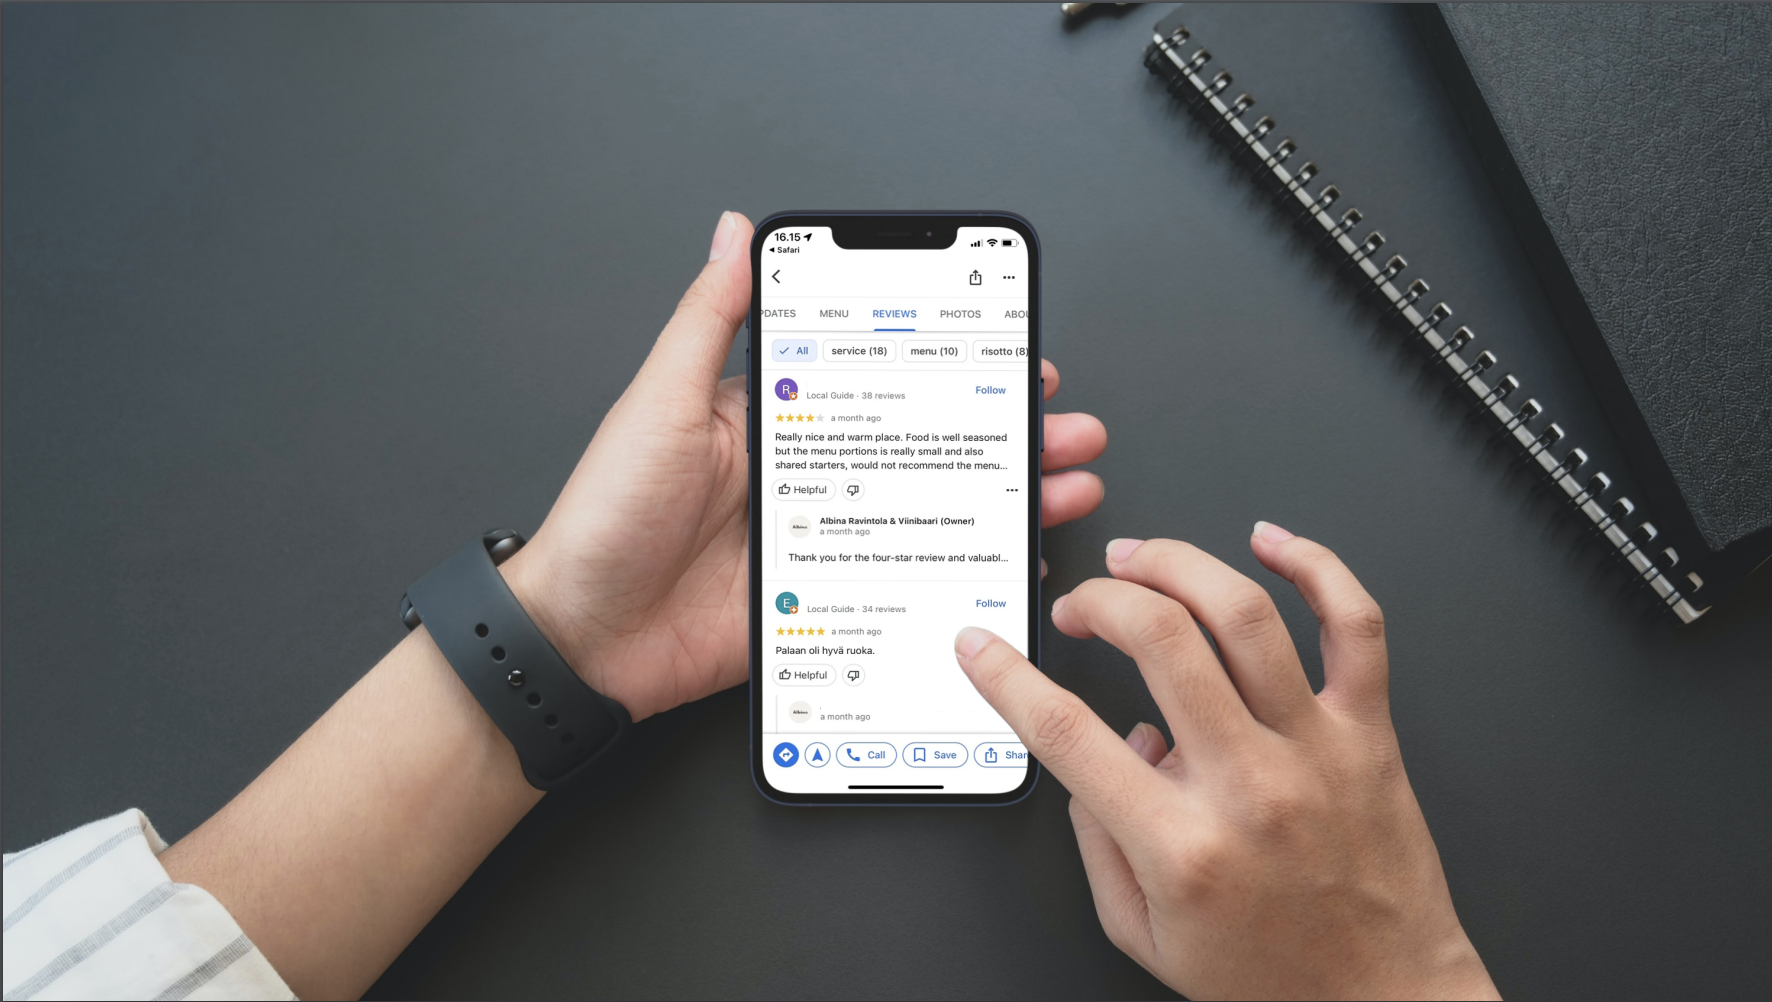 16.15
Safari
PDATES MENU REVIEWS PHOTOS ABOU
All service (18) menu (10) risotto (8)
R
Follow
Local Guide · 38 reviews
a month ago
Really nice and warm place. Food is well seasoned
but the menu portions is really small and also
shared starters, would not recommend the menu...
Helpful
Albina
Albina Ravintola & Viinibaari (Owner)
a month ago
Thank you for the four-star review and valuabl...
E
Follow
Local Guide · 34 reviews
a month ago
Palaan oli hyvä ruoka.
Helpful
Albina
a month ago
Call Save Shar